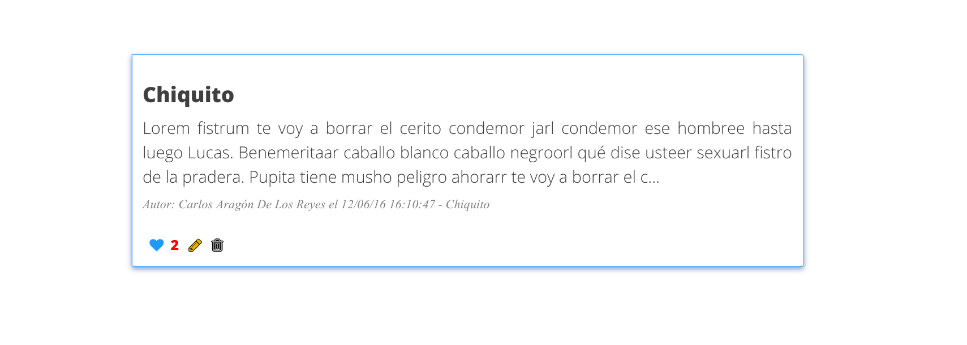 Chiquito
Lorem fistrum te voy a borrar el cerito condemor jarl condemor ese hombree hasta
luego Lucas. Benemeritaar caballo blanco caballo negroorl qué dise usteer sexuarl fistro
de la pradera. Pupita tiene musho peligro ahorarr te voy a borrar el c...
Autor: Carlos Aragón De Los Reyes el 12/06/16 16:10:47 - Chiquito
2